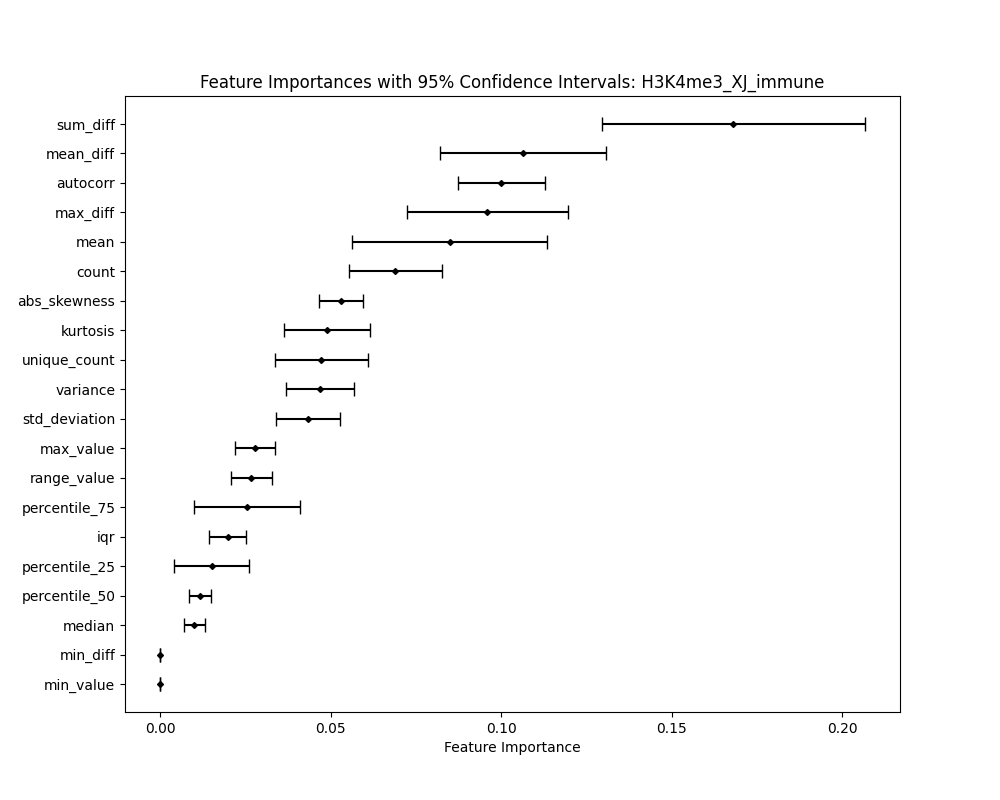 Feature Importances with 95% Confidence Intervals: H3K4me3_XJ_immune
sum_diff
mean_diff
autocorr
max_diff
mean
count
abs_skewness
kurtosis
unique_count
variance
std_deviation
max_value
range_value
percentile_75
iqr
percentile_25
percentile_50
median
min_diff
min_value
0.00 0.05 0.10 0.15 0.20
Feature Importance